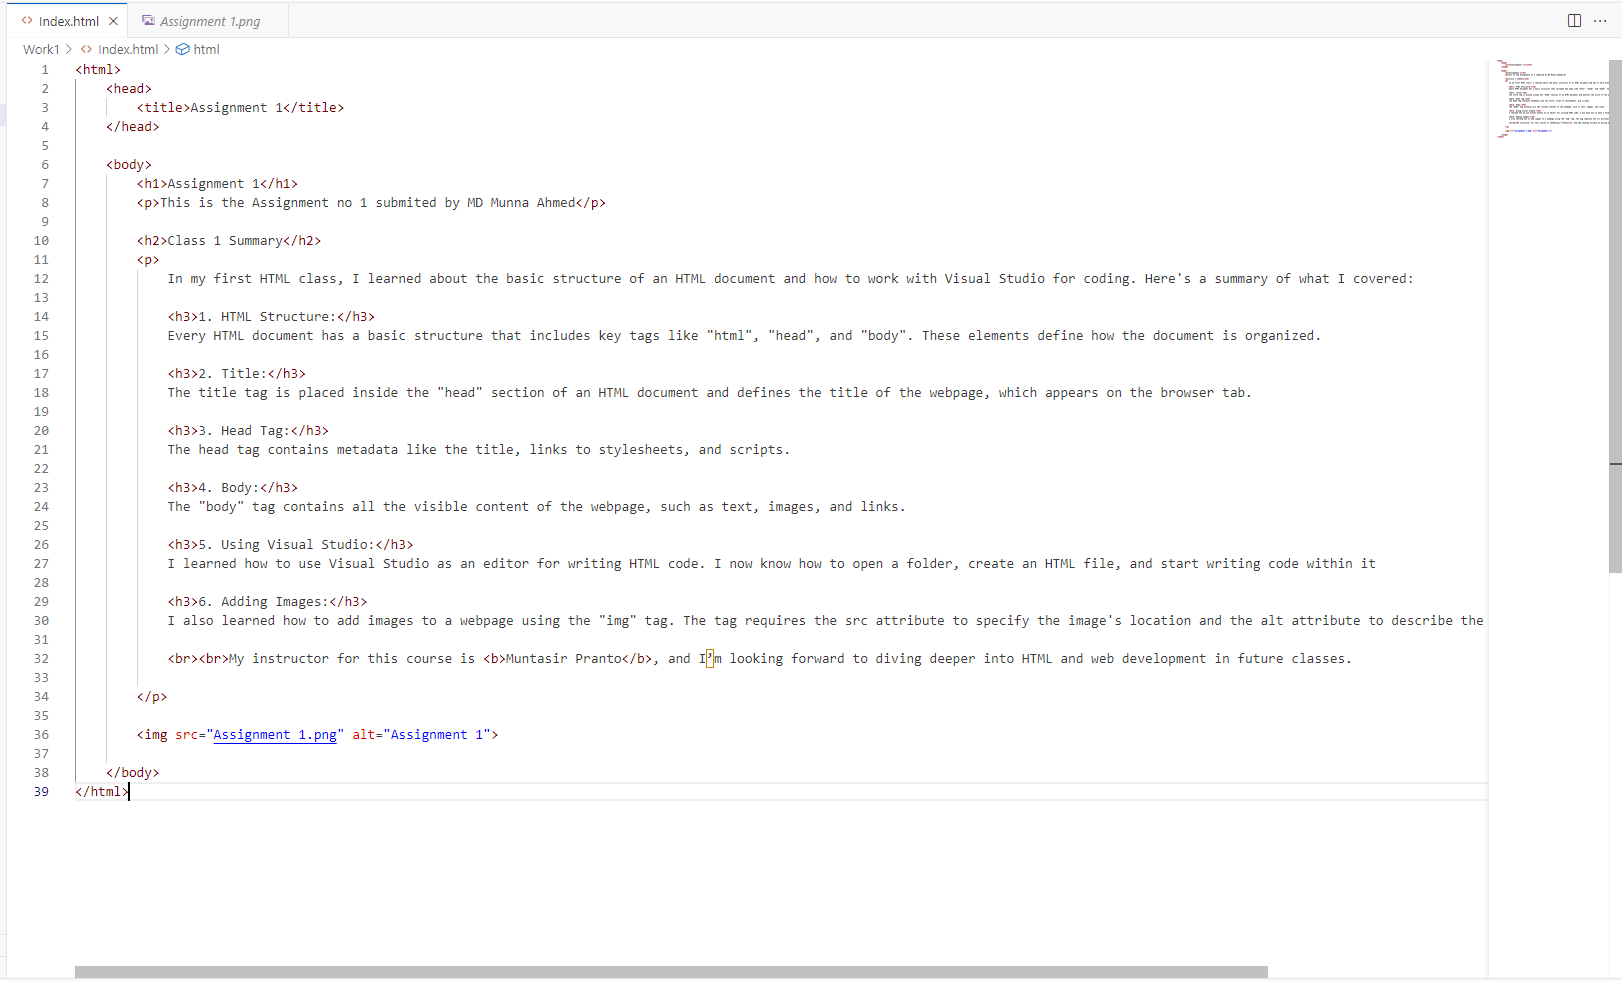 Index.html
Assignment 1.png
Work1 > Index.html > html
1 <html>
2 <head>
3 <title>Assignment 1</title>
4 </head>
5
6 <body>
7 <h1>Assignment 1</h1>
8 <p>This is the Assignment no 1 submited by MD Munna Ahmed</p>
9
10 <h2>Class 1 Summary</h2>
11 <p>
12 In my first HTML class, I learned about the basic structure of an HTML document and how to work with Visual Studio for coding. Here's a summary of what I covered:
13
14 <h3>1. HTML Structure:</h3>
15 Every HTML document has a basic structure that includes key tags like "html", "head", and "body". These elements define how the document is organized.
16
17 <h3>2. Title:</h3>
18 The title tag is placed inside the "head" section of an HTML document and defines the title of the webpage, which appears on the browser tab.
19
20 <h3>3. Head Tag:</h3>
21 The head tag contains metadata like the title, links to stylesheets, and scripts.
22
23 <h3>4. Body:</h3>
24 The "body" tag contains all the visible content of the webpage, such as text, images, and links.
25
26 <h3>5. Using Visual Studio:</h3>
27 I learned how to use Visual Studio as an editor for writing HTML code. I now know how to open a folder, create an HTML file, and start writing code within it
28
29 <h3>6. Adding Images:</h3>
30 I also learned how to add images to a webpage using the "img" tag. The tag requires the src attribute to specify the image's location and the alt attribute to describe the
31
32 <br><br>My instructor for this course is <b>Muntasir Pranto</b>, and I’m looking forward to diving deeper into HTML and web development in future classes.
33
34 </p>
35
36 <img src="Assignment 1.png" alt="Assignment 1">
37
38 </body>
39 </html>